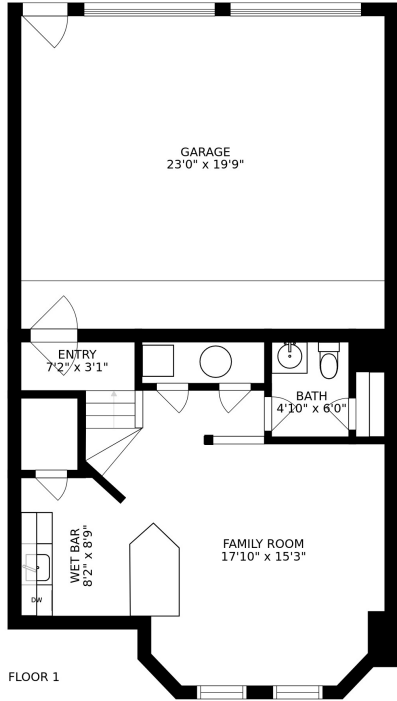 GARAGE
23'0" x 19'9"
ENTRY
7'2" x 3'1"
BATH
4'10" x 6'0"
WET BAR
8'2" x 8'9"
FAMILY ROOM
17'10" x 15'3"
DW
FLOOR 1